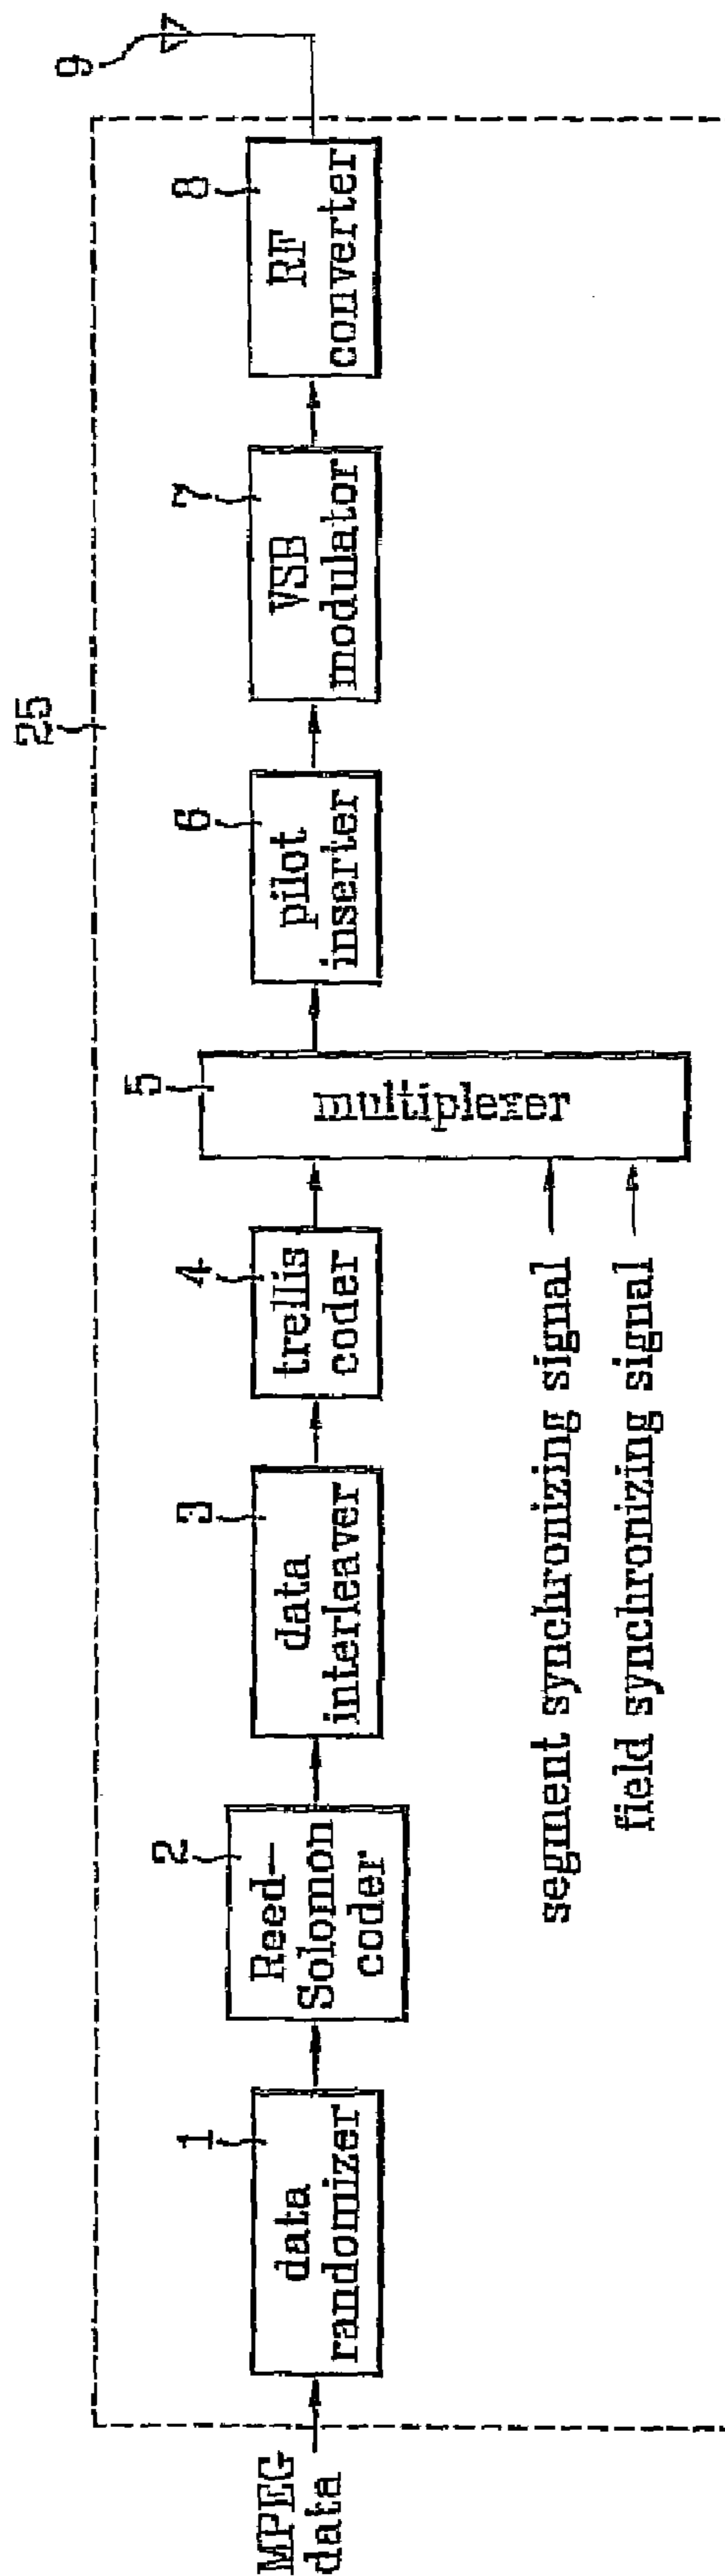 25
MPEG
data
1
data
randomizer
2
Reed-
Solomon
coder
3
data
interleaver
4
trellis
coder
5
multiplexer
segment synchronizing signal
field synchronizing signal
6
pilot
inserter
7
VSB
modulator
8
RF
converter
9